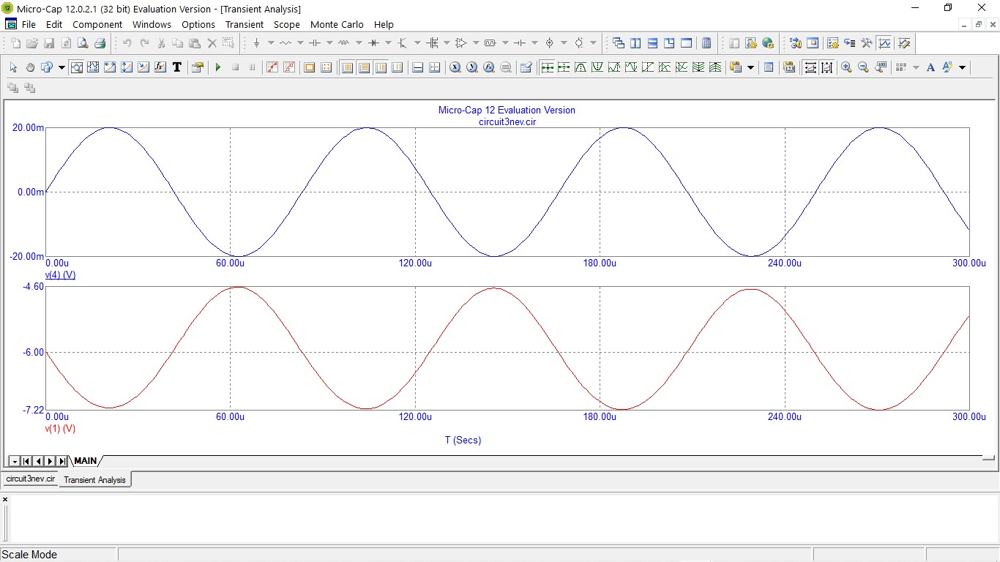 12 Micro-Cap 12.0.2.1 (32 bit) Evaluation Version - [Transient Analysis]
12 File Edit Component Windows Options Transient Scope Monte Carlo Help
T 123 A
Micro-Cap 12 Evaluation Version
circuit3nev.cir
20.00m
0.00m
-20.00m
0.00u 60.00u 120.00u 180.00u 240.00u 300.00u
v(4) (V)
-4.60
-6.00
-7.22
0.00u 60.00u 120.00u 180.00u 240.00u 300.00u
v(1) (V)
T (Secs)
MAIN
circuit3nev.cir Transient Analysis
Scale Mode